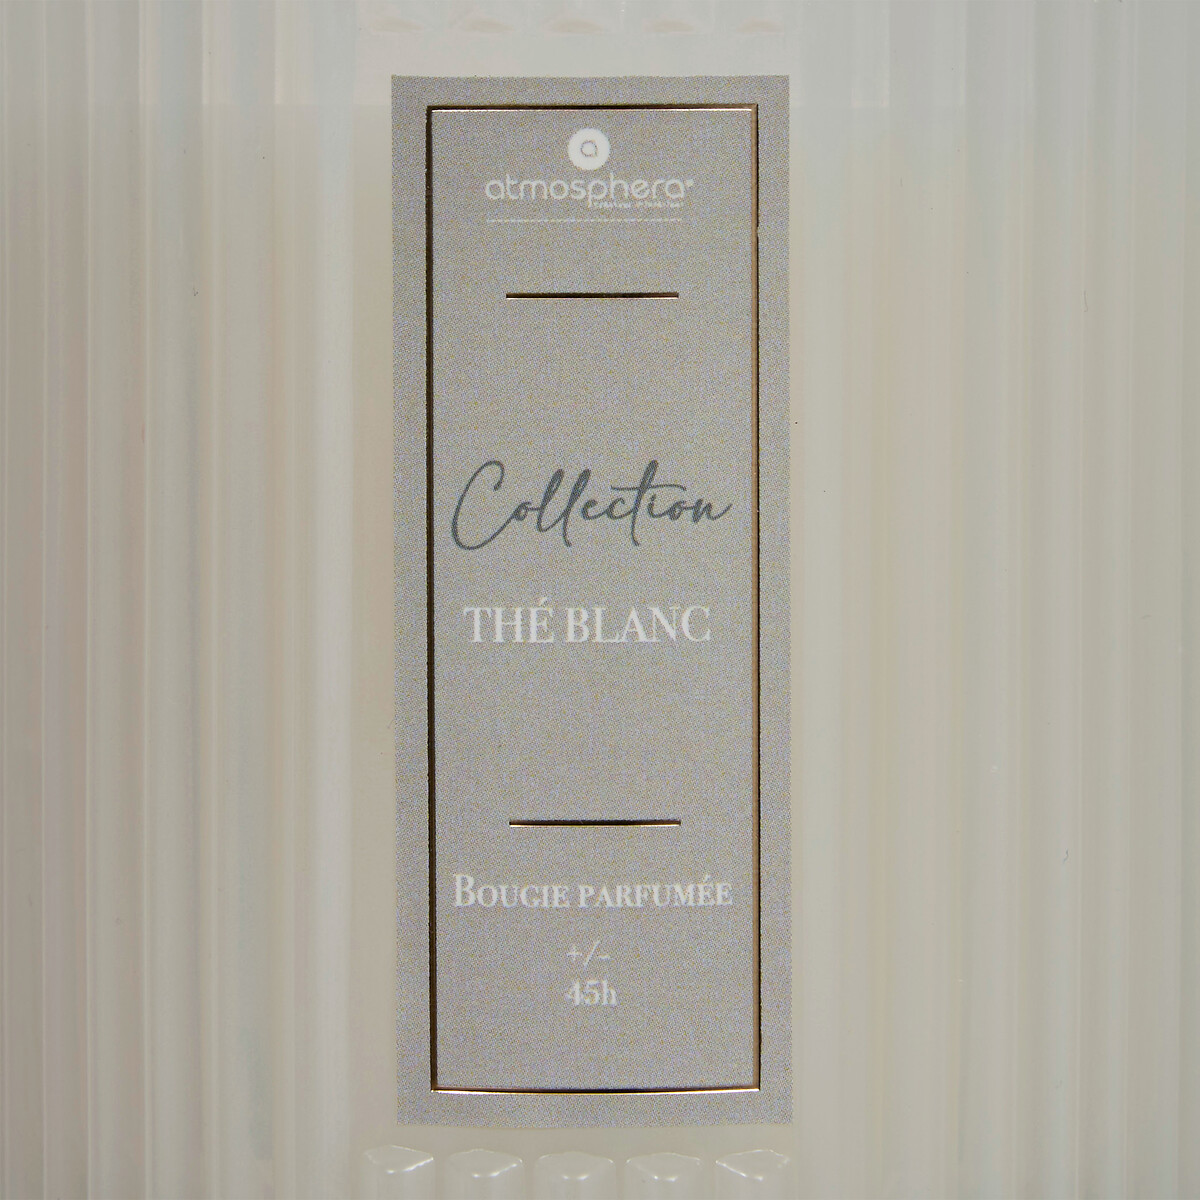 a
atmosphera®
Collection
THÉ BLANC
BOUGIE PARFUMÉE
+/-
45h